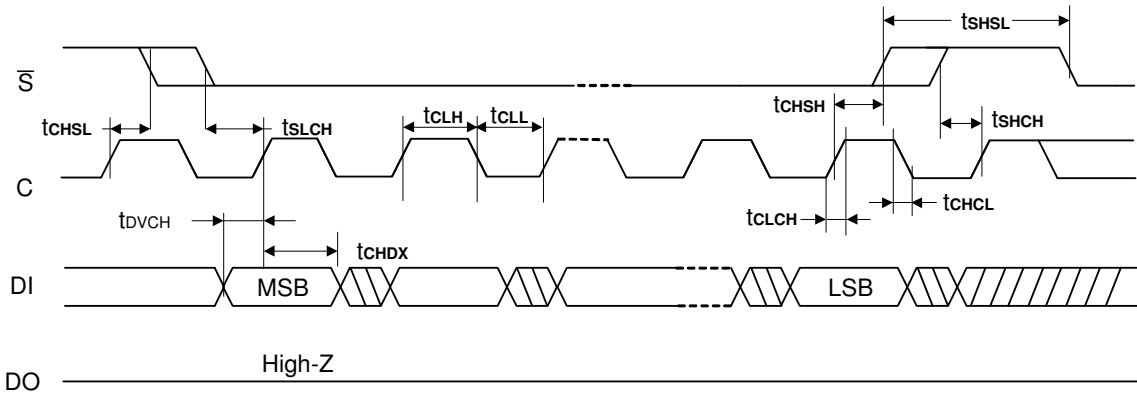 tSHSL
S̅
tCHSH
tCHSL
tSLCH
tCLH
tCLL
tSHCH
C
tDVCH
tCLCH
tCHCL
tCHDX
DI
MSB
LSB
High-Z
DO